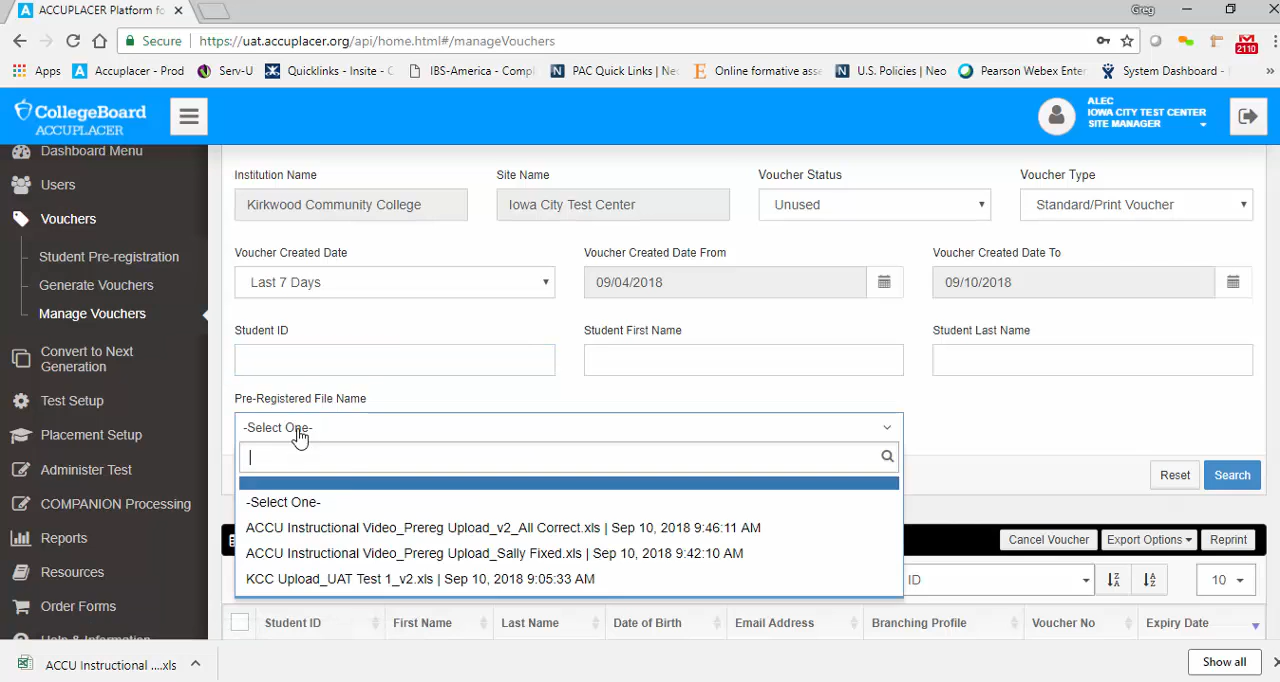 ACCUPLACER Platform fo
Greg
Secure
https://uat.accuplacer.org/api/home.html#/manageVouchers
2110
Apps
Accuplacer - Prod
Serv-U
Quicklinks - Insite - C
IBS-America - Compl
PAC Quick Links | Ne
Online formative asse
U.S. Policies | Neo
Pearson Webex Enter
System Dashboard -
CollegeBoard
ACCUPLACER
ALEC
IOWA CITY TEST CENTER
SITE MANAGER
Dashboard Menu
Users
Vouchers
Student Pre-registration
Generate Vouchers
Manage Vouchers
Convert to Next
Generation
Test Setup
Placement Setup
Administer Test
COMPANION Processing
Reports
Resources
Order Forms
Help & Information
Institution Name
Site Name
Voucher Status
Voucher Type
Kirkwood Community College
Iowa City Test Center
Unused
Standard/Print Voucher
Voucher Created Date
Voucher Created Date From
Voucher Created Date To
Last 7 Days
09/04/2018
09/10/2018
Student ID
Student First Name
Student Last Name
Pre-Registered File Name
-Select One-
-Select One-
ACCU Instructional Video_Prereg Upload_v2_All Correct.xls | Sep 10, 2018 9:46:11 AM
ACCU Instructional Video_Prereg Upload_Sally Fixed.xls | Sep 10, 2018 9:42:10 AM
KCC Upload_UAT Test 1_v2.xls | Sep 10, 2018 9:05:33 AM
Reset
Search
Cancel Voucher
Export Options
Reprint
ID
10
Student ID
First Name
Last Name
Date of Birth
Email Address
Branching Profile
Voucher No
Expiry Date
ACCU Instructional ....xls
Show all